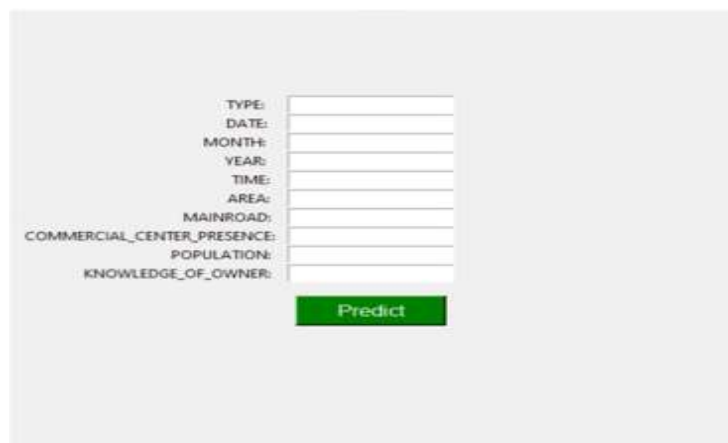 TYPE:
DATE:
MONTH:
YEAR:
TIME:
AREA:
MAINROAD:
COMMERCIAL_CENTER_PRESENCE:
POPULATION:
KNOWLEDGE_OF_OWNER:
Predict